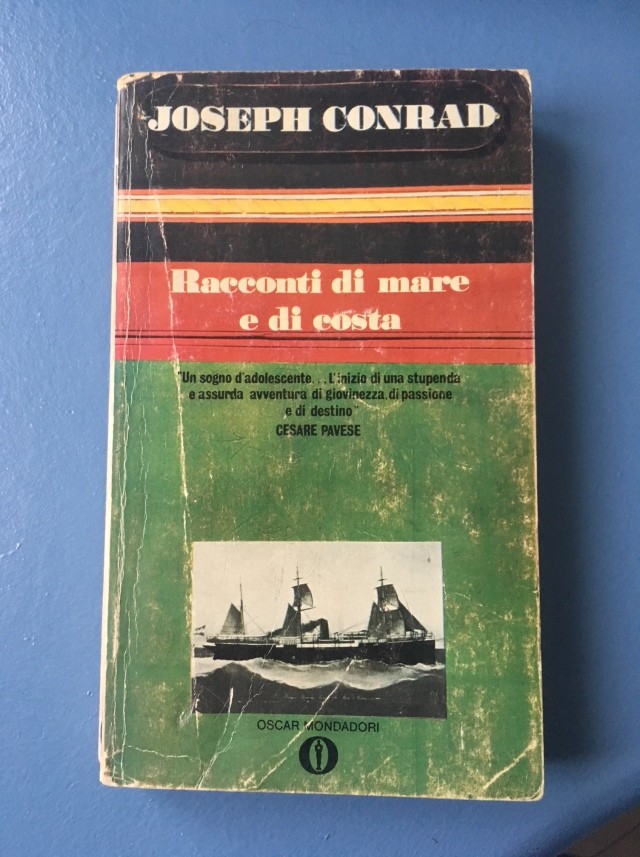 JOSEPH CONRAD
Racconti di mare
e di costa
"Un sogno d'adolescente... L'inizio di una stupenda
e assurda avventura di giovinezza, di passione
e di destino"
CESARE PAVESE
OSCAR MONDADORI